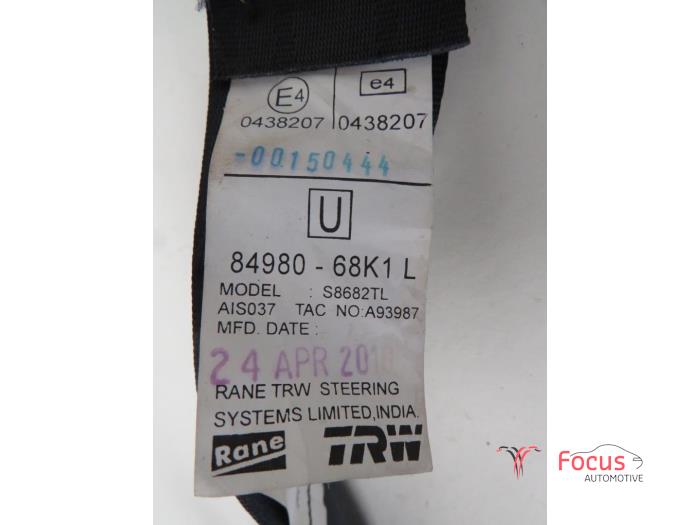 E4 e4
0438207 0438207
-00150444
U
84980 - 68K1 L
MODEL : S8682TL
AIS037 TAC NO:A93987
MFD. DATE :
24 APR 2010
RANE TRW STEERING
SYSTEMS LIMITED,INDIA.
Rane TRW
Focus
AUTOMOTIVE